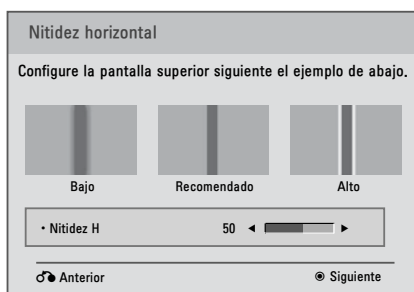 Nitidez horizontal
Configure la pantalla superior siguiente el ejemplo de abajo.
Bajo Recomendado Alto
• Nitidez H 50 ◄ ►
Anterior ◉ Siguiente